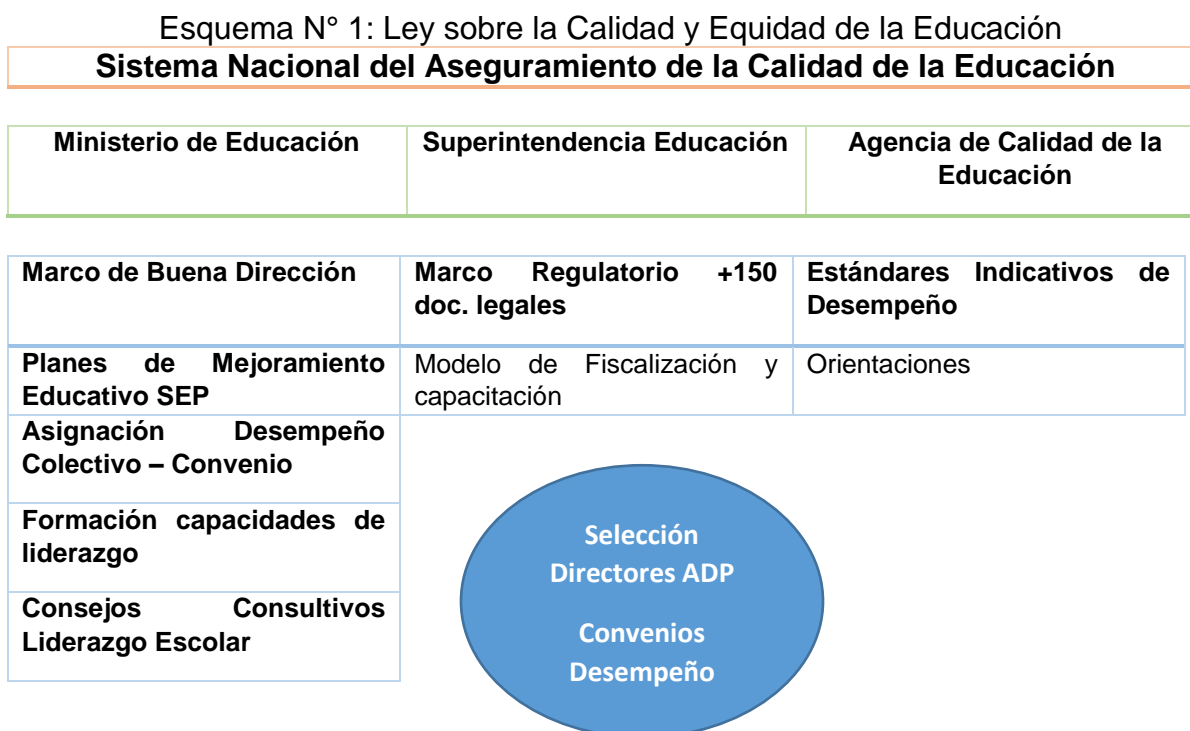 Esquema N° 1: Ley sobre la Calidad y Equidad de la Educación
Sistema Nacional del Aseguramiento de la Calidad de la Educación
Ministerio de Educación
Superintendencia Educación
Agencia de Calidad de la
Educación
Marco de Buena Dirección
Marco Regulatorio +150
doc. legales
Estándares Indicativos de
Desempeño
Planes de Mejoramiento
Educativo SEP
Modelo de Fiscalización y
capacitación
Orientaciones
Asignación Desempeño
Colectivo – Convenio
Formación capacidades de
liderazgo
Consejos Consultivos
Liderazgo Escolar
Selección
Directores ADP
Convenios
Desempeño